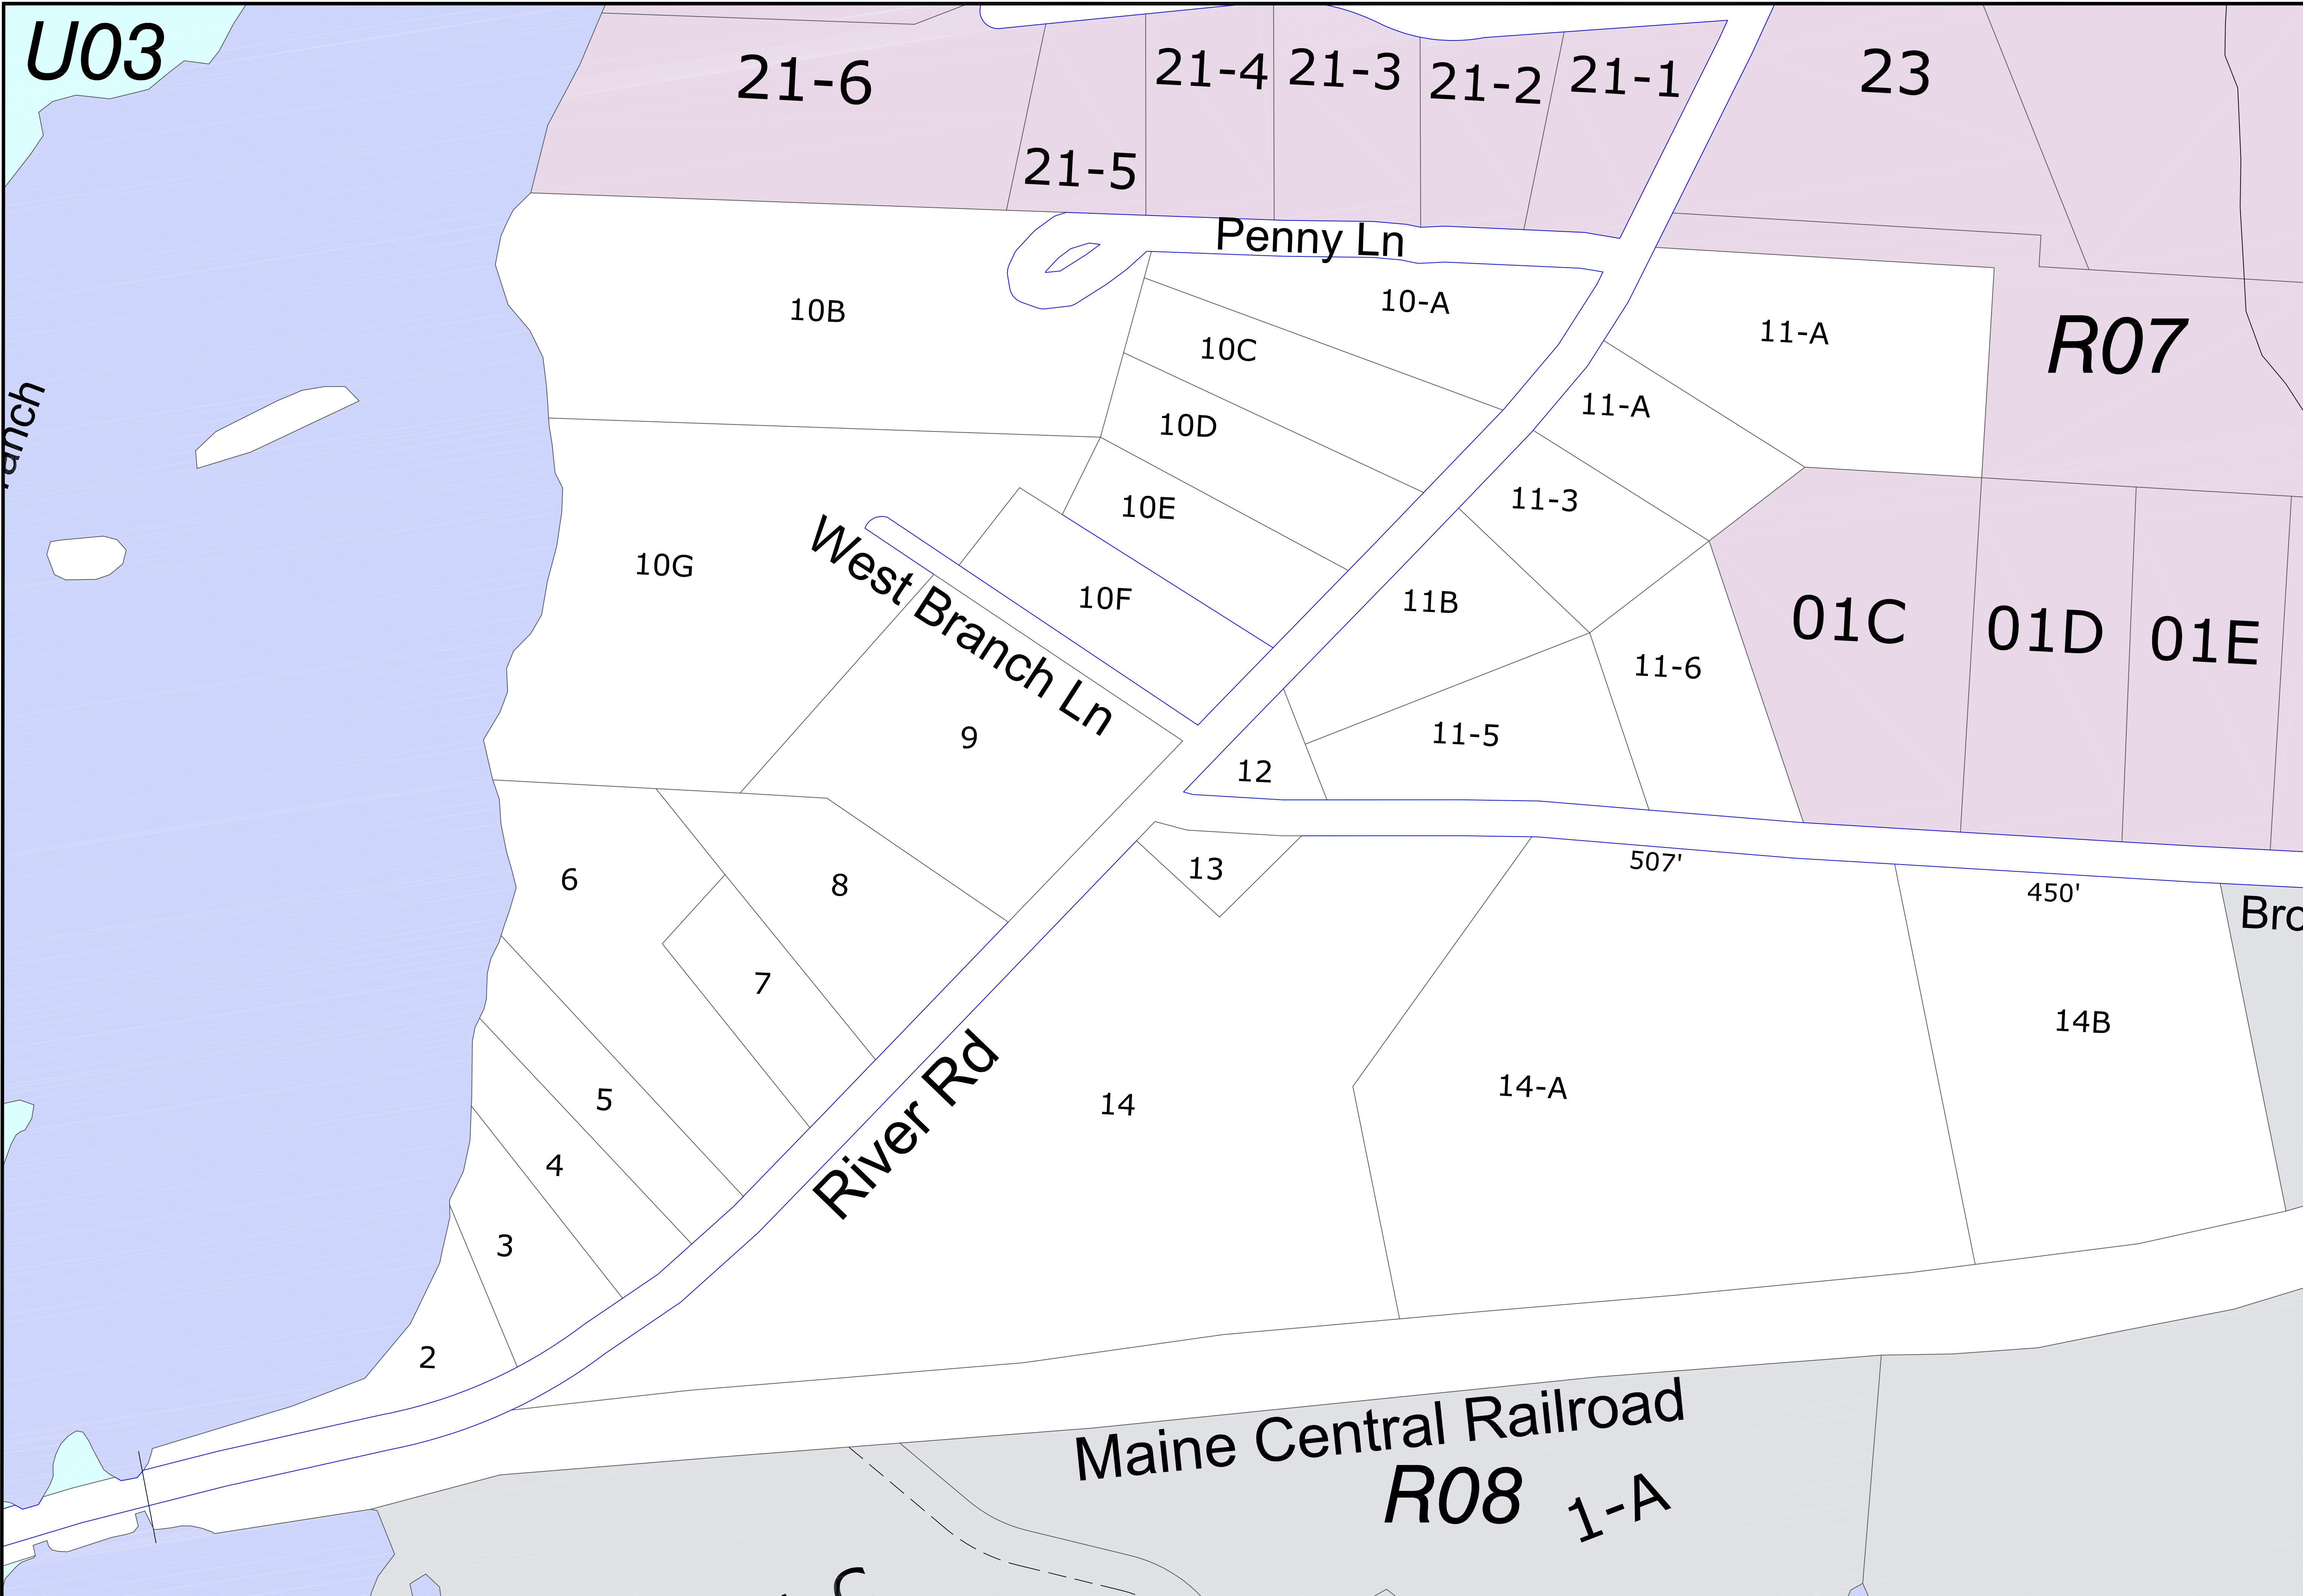 U03
21-6
21-5
21-4
21-3
21-2
21-1
23
Penny Ln
10B
10-A
10C
11-A
R07
10D
11-A
10E
11-3
West Branch Ln
10G
10F
11B
01C
01D
01E
11-6
9
11-5
12
13
507'
450'
6
8
7
14B
5
14
14-A
4
River Rd
3
2
Maine Central Railroad
R08
1-A